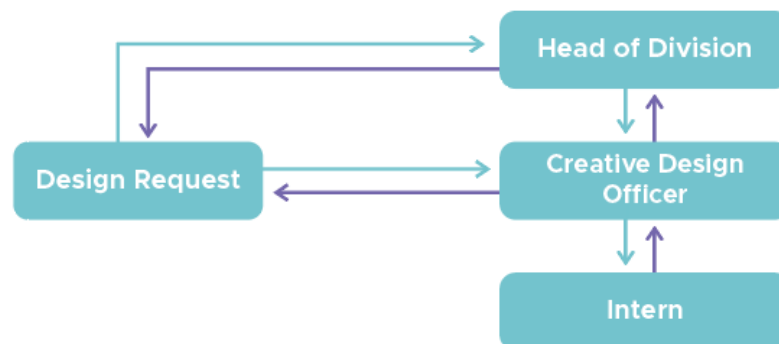 Head of Division
Design Request
Creative Design
Officer
Intern